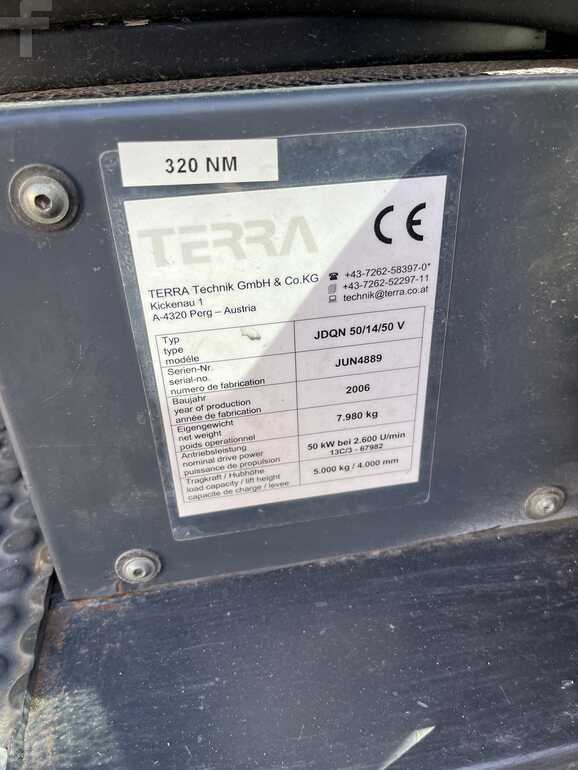 320 NM
TERRA
CE
TERRA Technik GmbH & Co.KG
Kickenau 1
A-4320 Perg – Austria
+43-7262-58397-0*
+43-7262-52297-11
technik@terra.co.at
Typ
type
modéle
JDQN 50/14/50 V
Serien-Nr.
serial-no.
numero de fabrication
JUN4889
Baujahr
year of production
année de fabrication
2006
Eigengewicht
net weight
poids operationnel
7.980 kg
Antriebsleistung
nominal drive power
puissance de propulsion
50 kW bei 2.600 U/min
13C/3 - 67982
Tragkraft / Hubhöhe
load capacity / lift height
capacite de charge / levee
5.000 kg / 4.000 mm